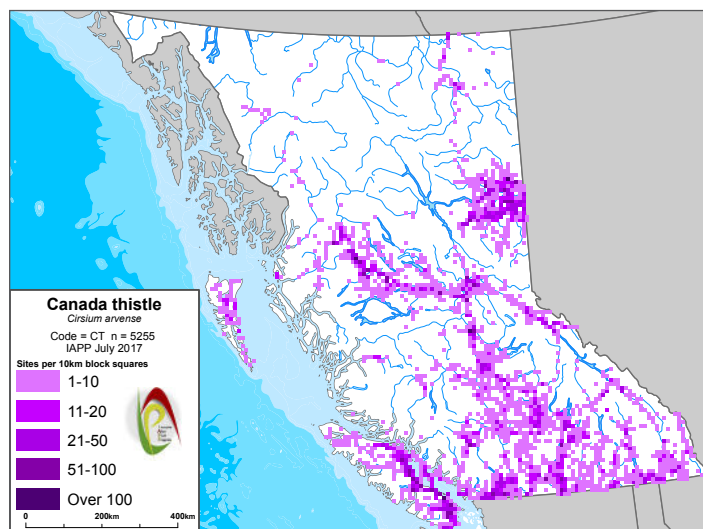 Canada thistle
Cirsium arvense
Code = CT n = 5255
IAPP July 2017
Sites per 10km block squares
1-10
11-20
21-50
51-100
Over 100
0 200km 400km